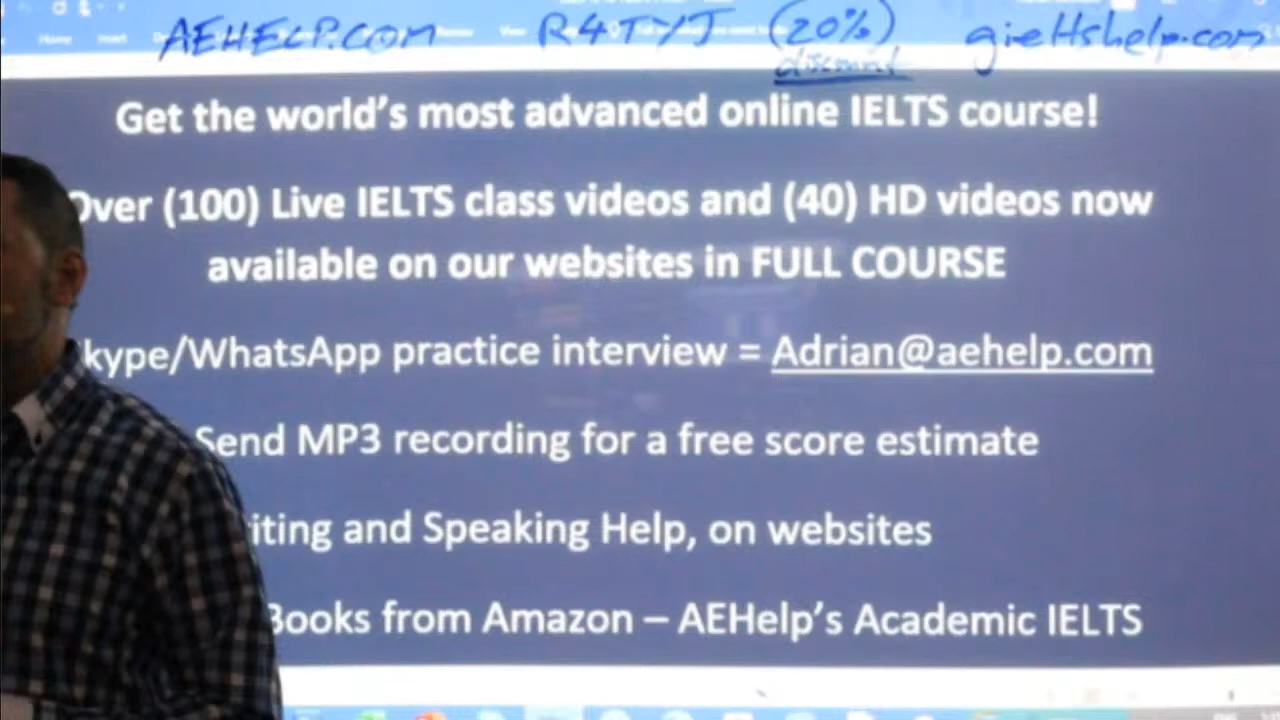 AEHELP.COM R4TYJ (20%) gieltshelp.com
discount
Home Insert
Get the world's most advanced online IELTS course!
Over (100) Live IELTS class videos and (40) HD videos now
available on our websites in FULL COURSE
kype/WhatsApp practice interview = Adrian@aehelp.com
Send MP3 recording for a free score estimate
iting and Speaking Help, on websites
Books from Amazon – AEHelp's Academic IELTS